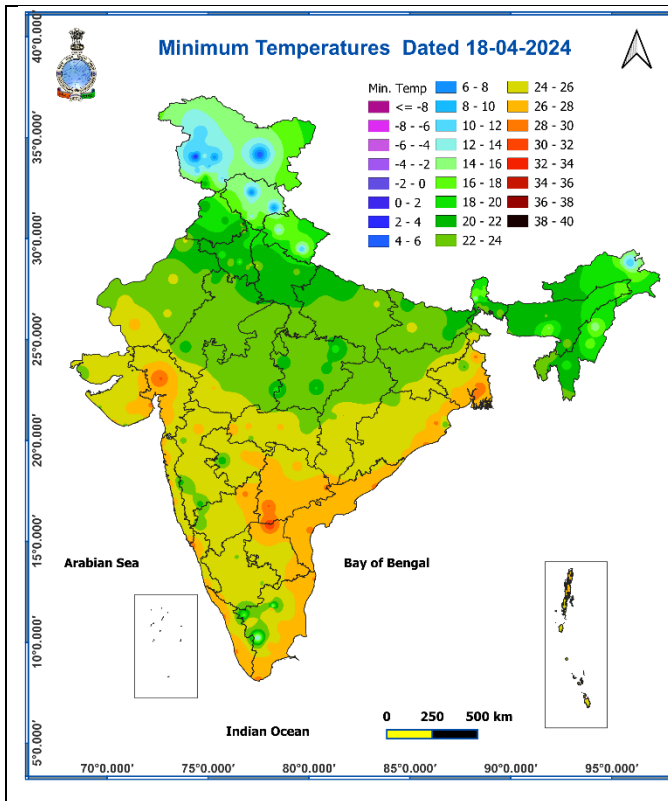 Minimum Temperatures Dated 18-04-2024
Min. Temp
<= -8
-8 - -6
-6 - -4
-4 - -2
-2 - 0
0 - 2
2 - 4
4 - 6
6 - 8
8 - 10
10 - 12
12 - 14
14 - 16
16 - 18
18 - 20
20 - 22
22 - 24
24 - 26
26 - 28
28 - 30
30 - 32
32 - 34
34 - 36
36 - 38
38 - 40
40°0.000'
35°0.000'
30°0.000'
25°0.000'
20°0.000'
15°0.000'
10°0.000'
5°0.000'
Arabian Sea
Bay of Bengal
Indian Ocean
0 250 500 km
70°0.000' 75°0.000' 80°0.000' 85°0.000' 90°0.000' 95°0.000'